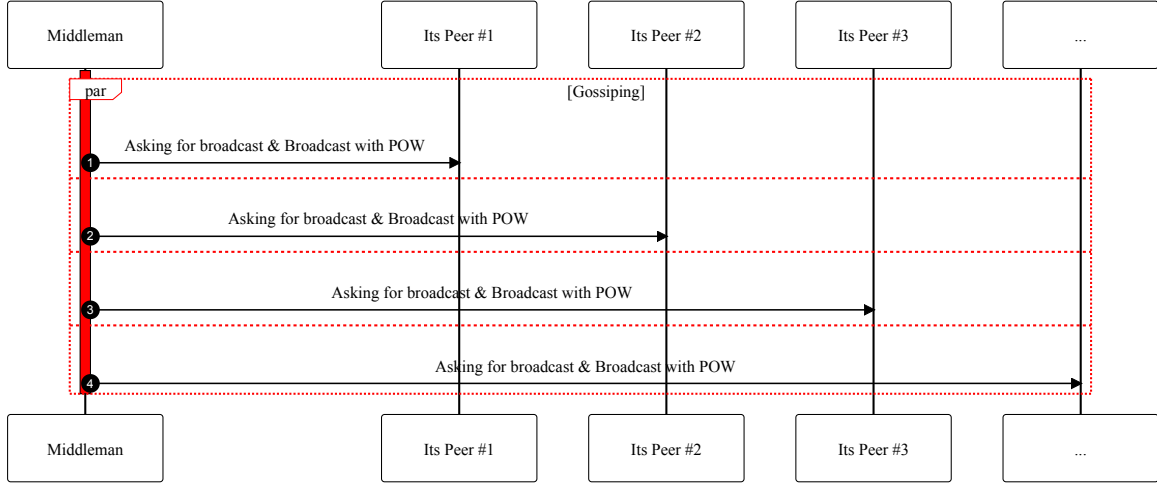 Middleman
Its Peer #1
Its Peer #2
Its Peer #3
...
par
[Gossiping]
Asking for broadcast & Broadcast with POW
1
Asking for broadcast & Broadcast with POW
2
Asking for broadcast & Broadcast with POW
3
Asking for broadcast & Broadcast with POW
4
Middleman
Its Peer #1
Its Peer #2
Its Peer #3
...